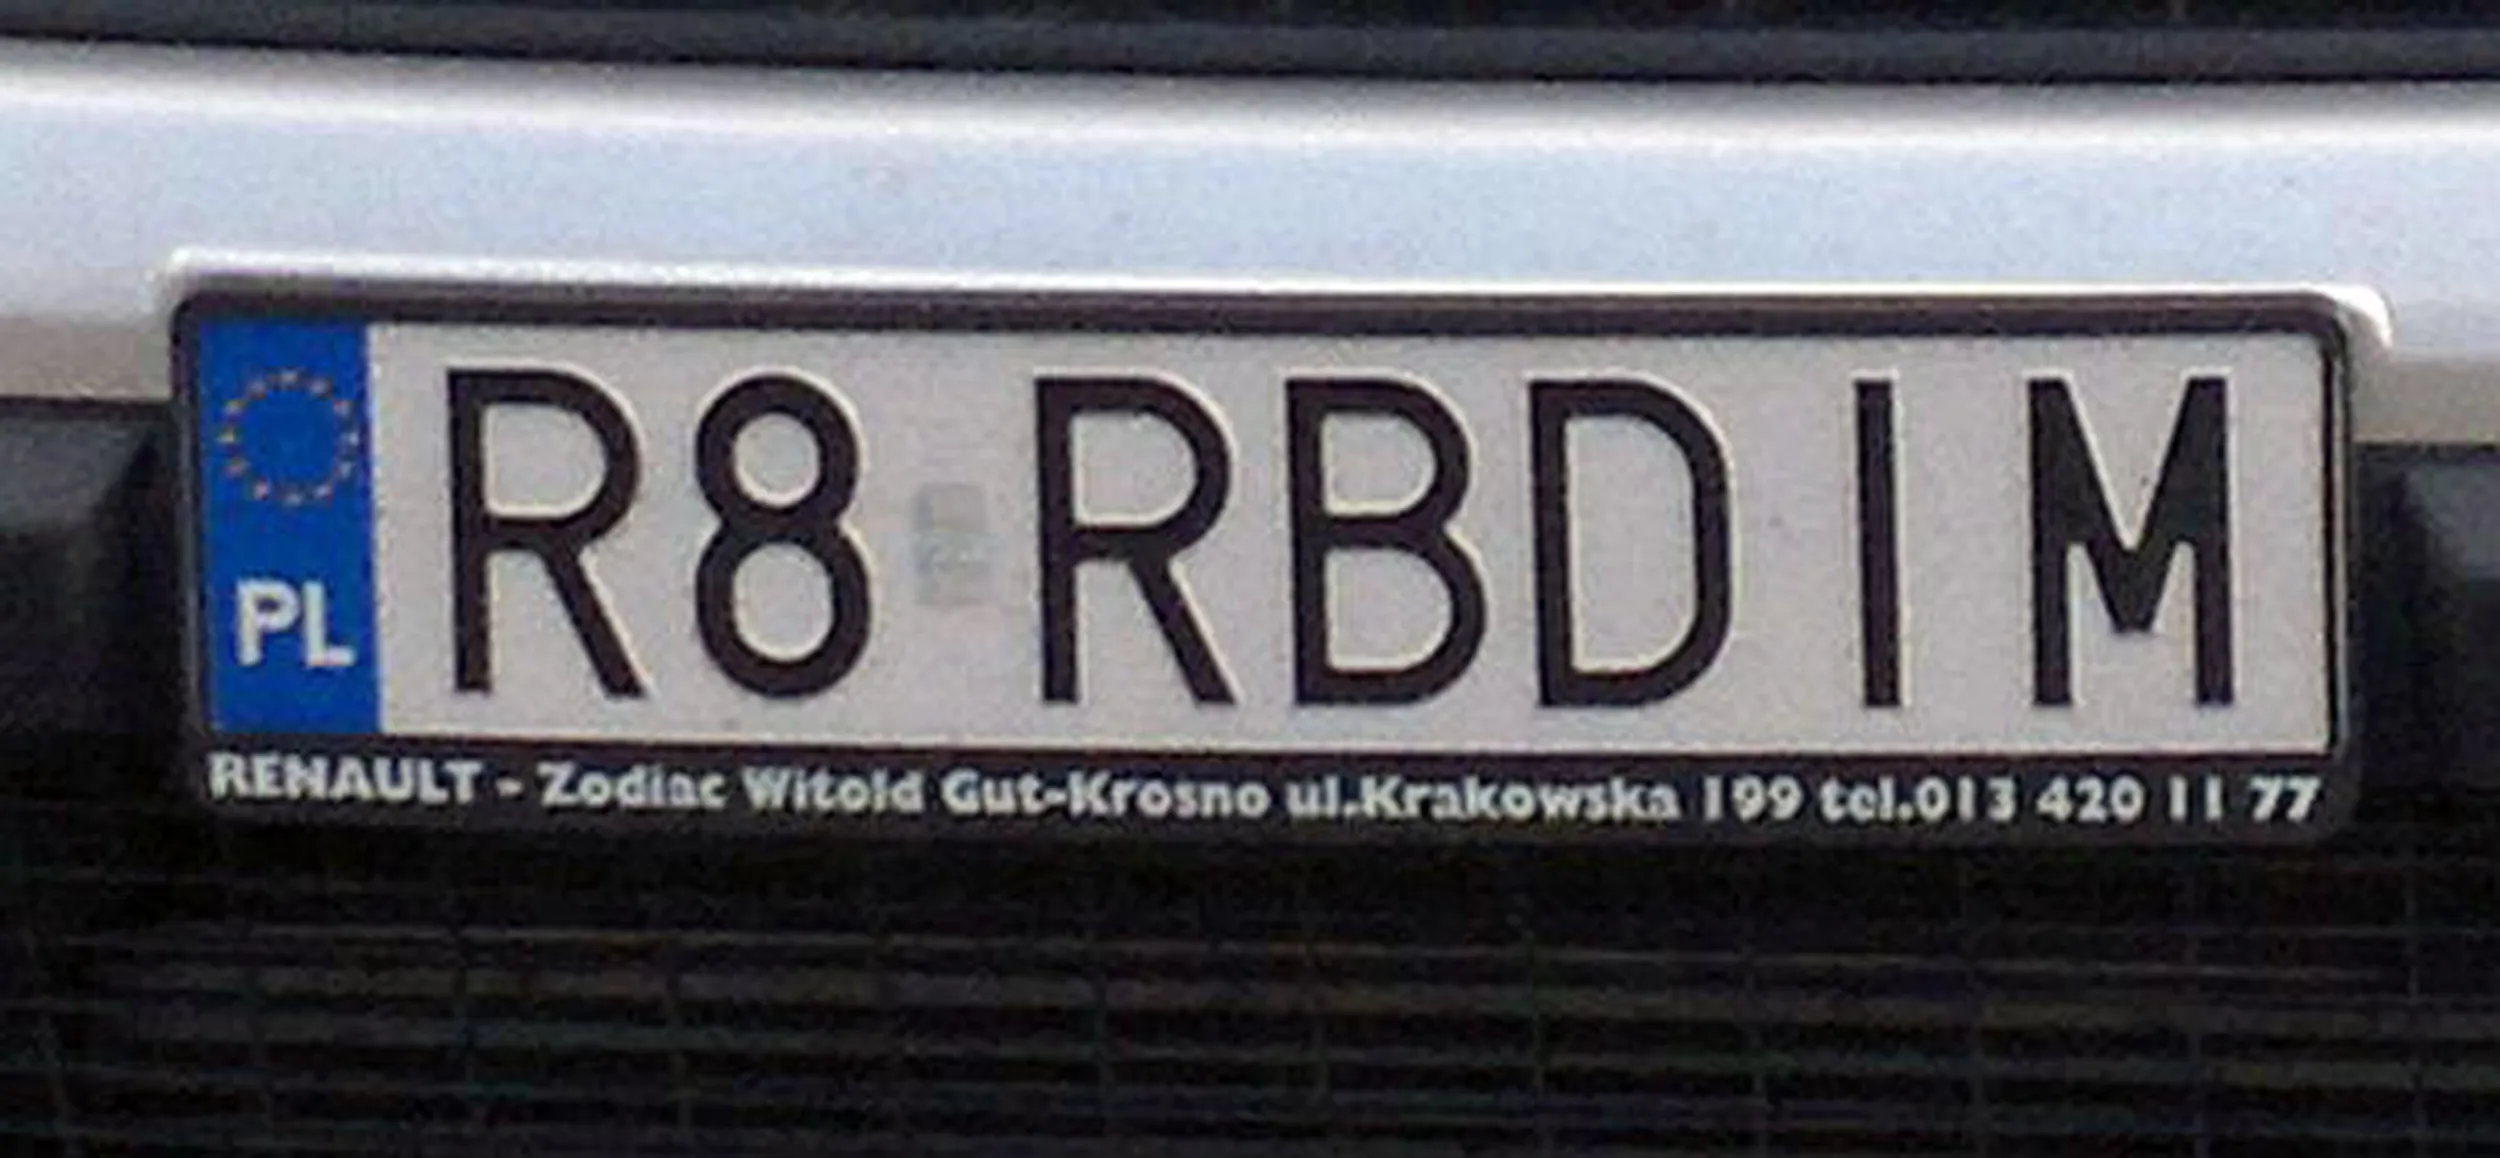 PL
R8 RBDIM
RENAULT - Zodiac Witold Gut-Krosno ul.Krakowska 199 tel.013 420 11 77